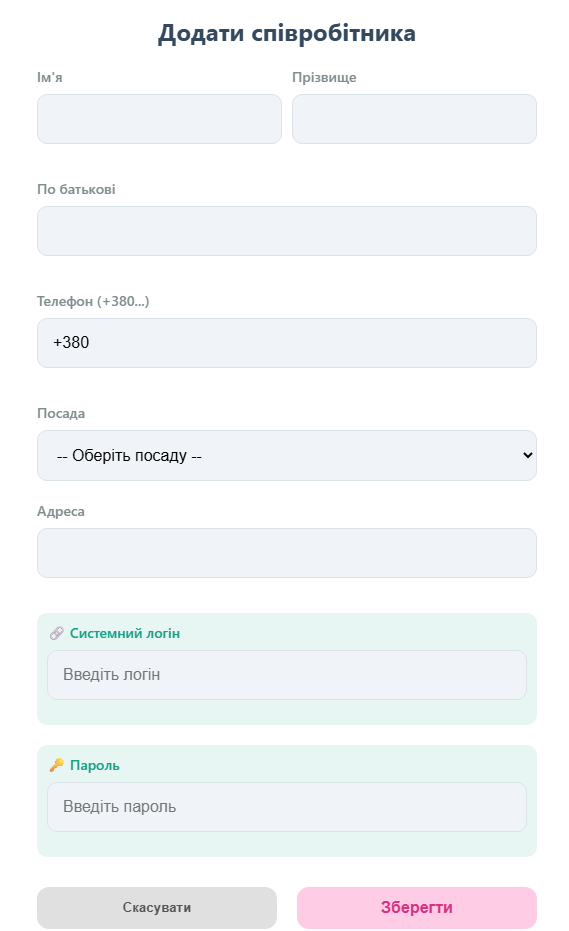 Додати співробітника
Ім'я Прізвище
По батькові
Телефон (+380...)
+380
Посада
-- Оберіть посаду --
Адреса
Системний логін
Введіть логін
Пароль
Введіть пароль
Скасувати Зберегти